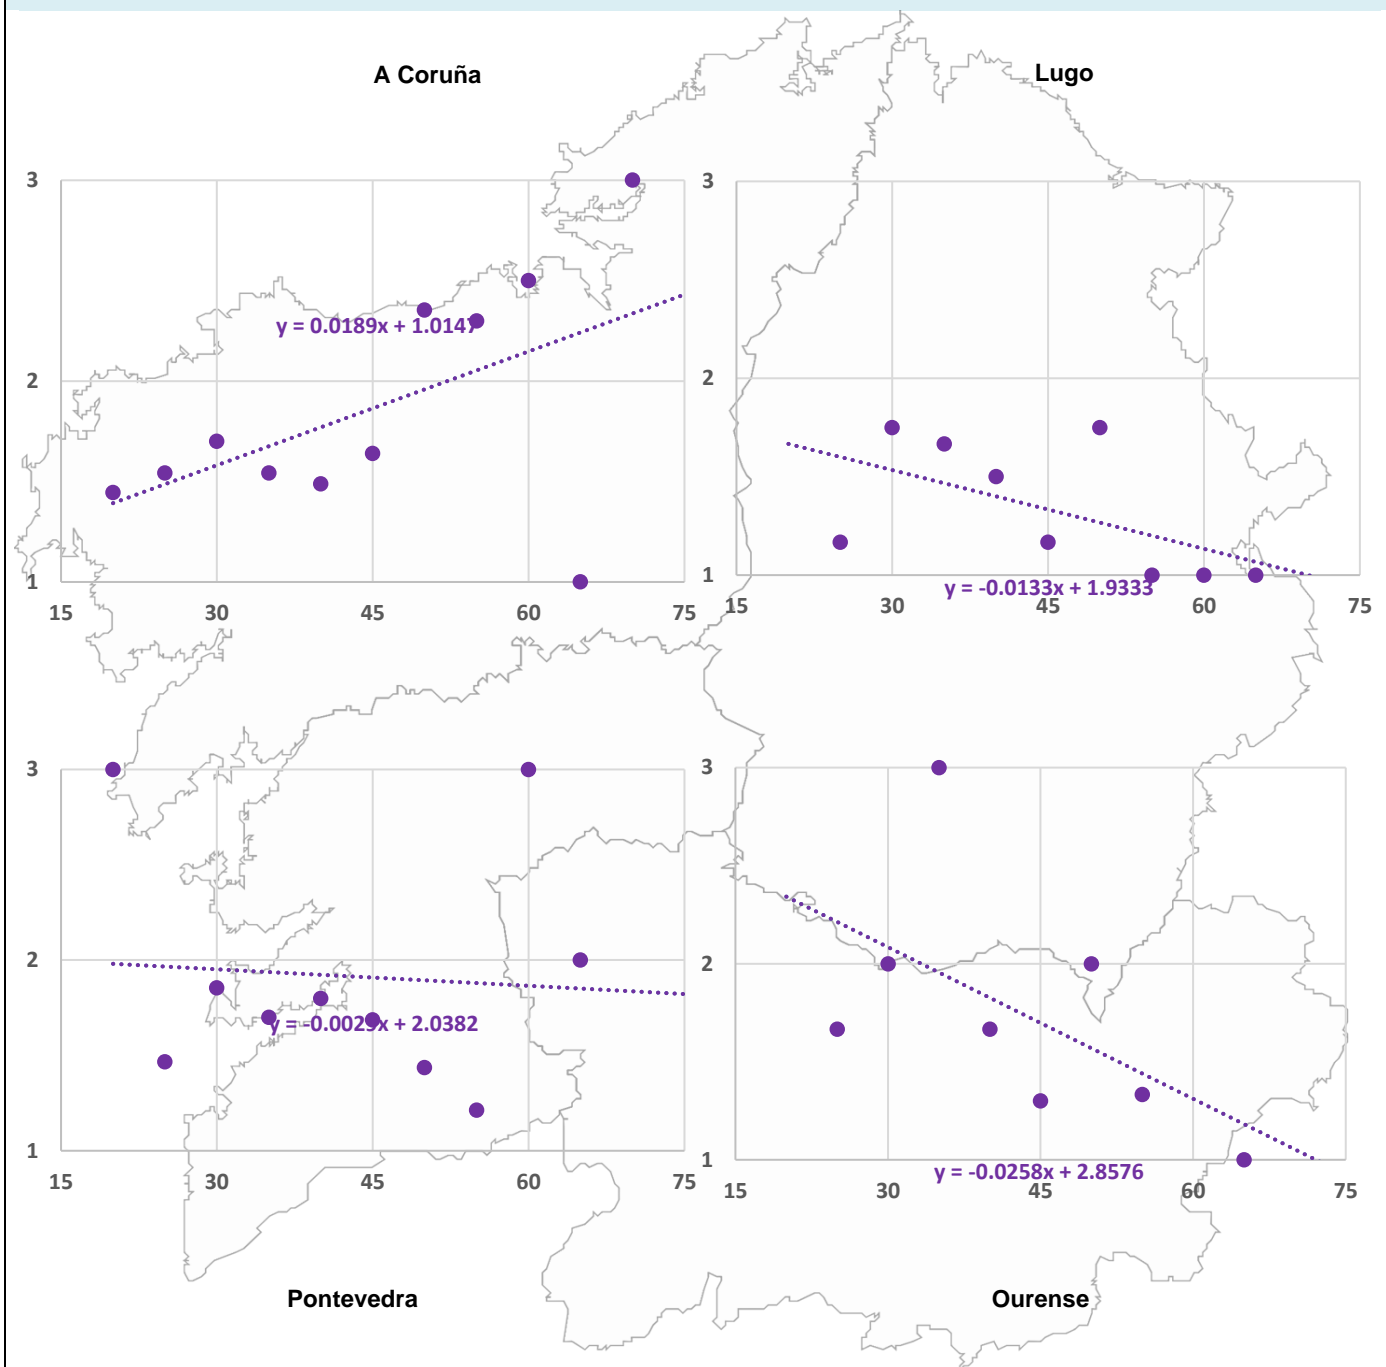 A Coruña
Lugo
3
2
1
15 30 45 60 75
y = 0.0189x + 1.0147
3
2
1
15 30 45 60 75
y = -0.0133x + 1.9333
3
2
1
15 30 45 60 75
y = -0.0029x + 2.0382
3
2
1
15 30 45 60 75
y = -0.0258x + 2.8576
Pontevedra
Ourense